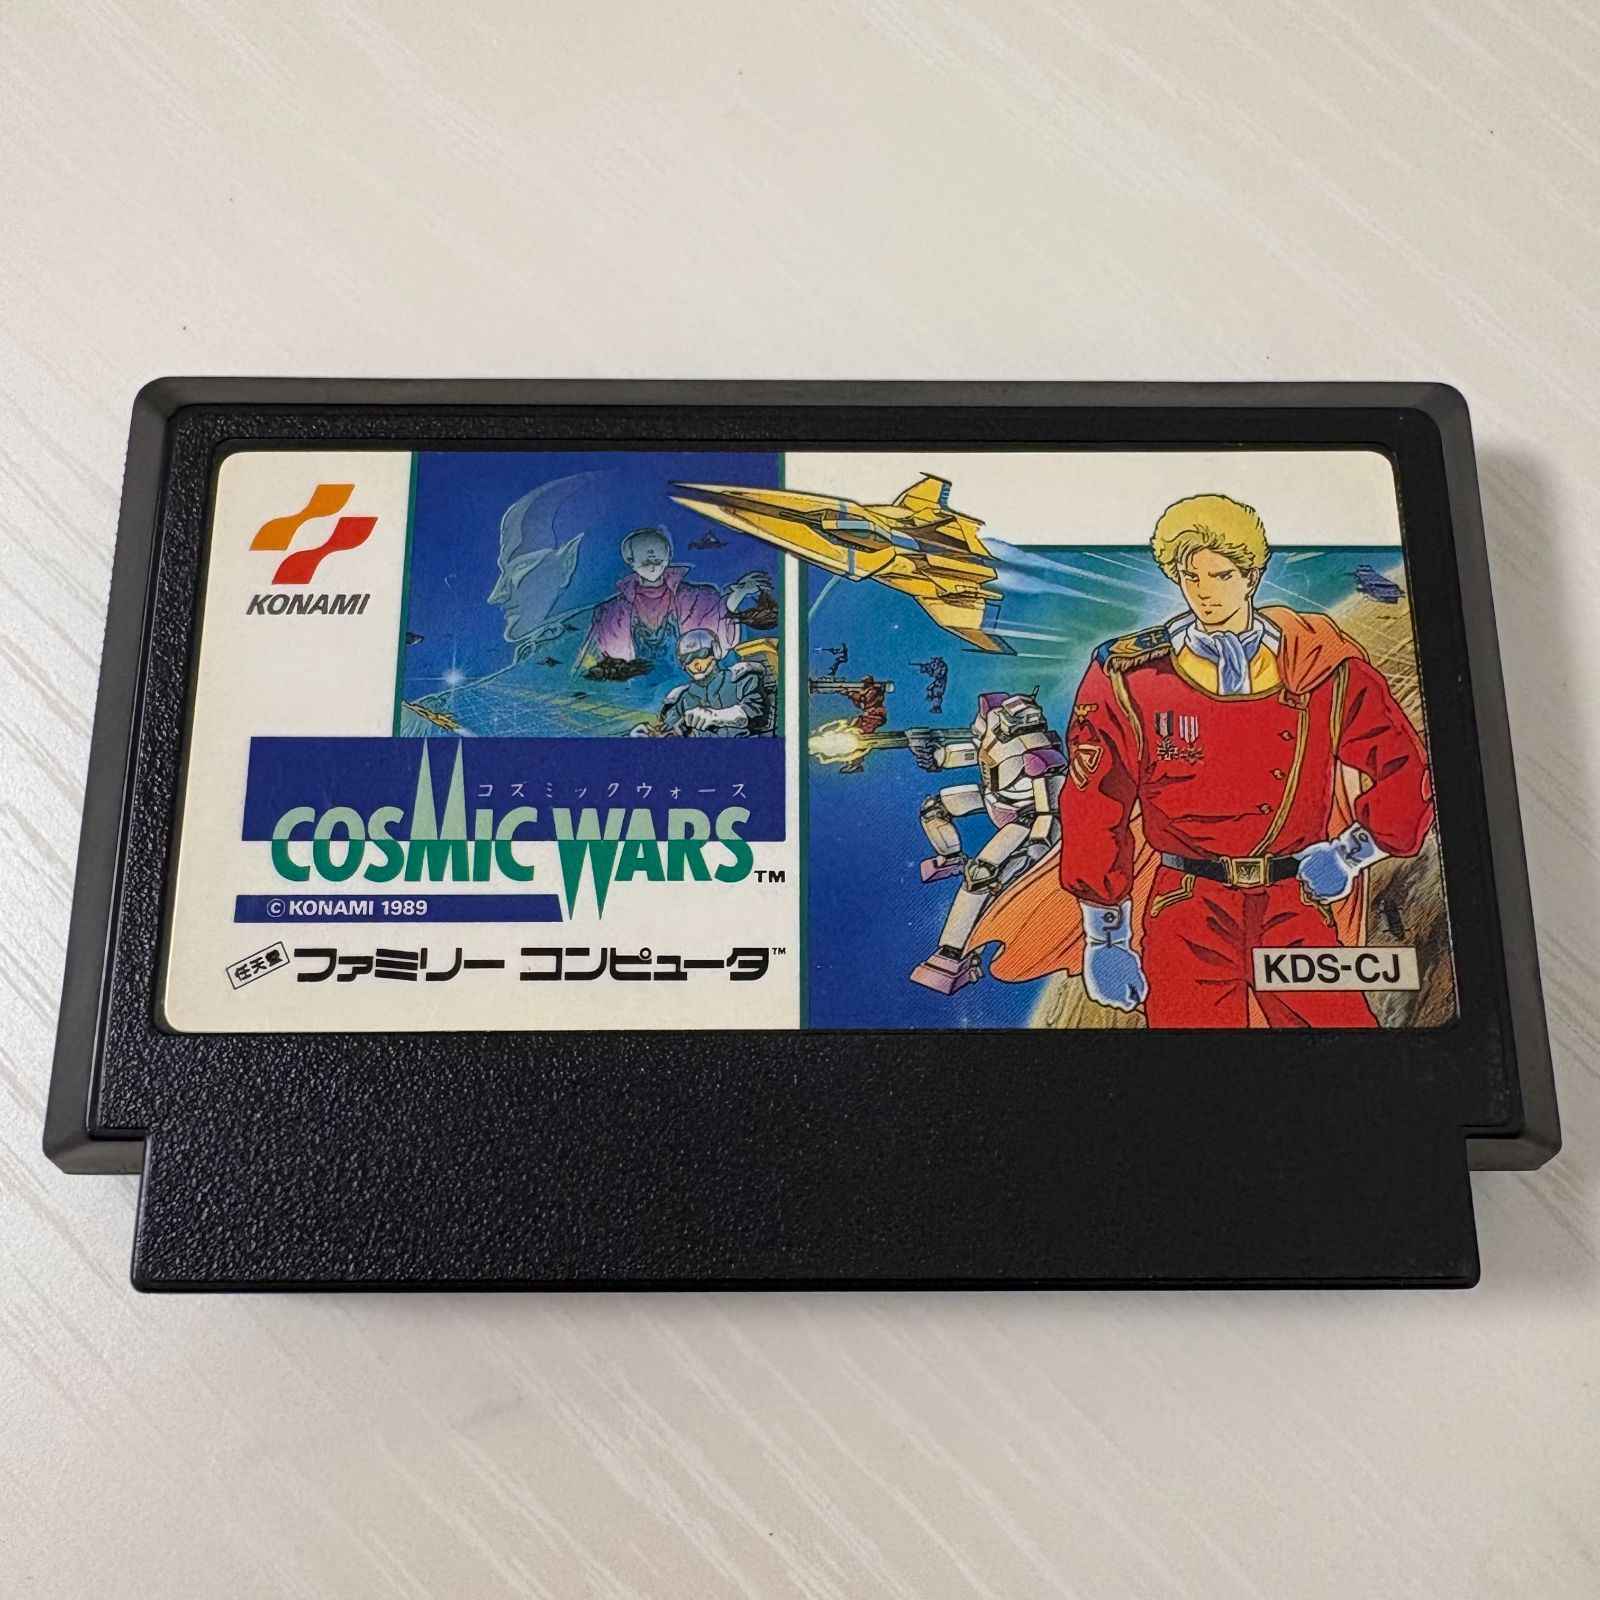 KONAMI
コズミックウォーズ
COSMIC WARS™
© KONAMI 1989
任天堂 ファミリー コンピュータ™
KDS-CJ